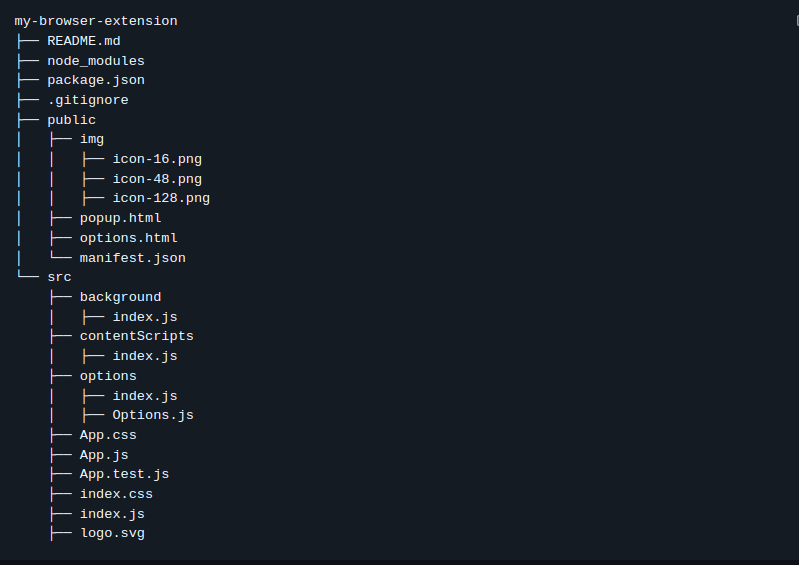 my-browser-extension
├── README.md
├── node_modules
├── package.json
├── .gitignore
├── public
│   ├── img
│   │   ├── icon-16.png
│   │   ├── icon-48.png
│   │   ├── icon-128.png
│   ├── popup.html
│   ├── options.html
│   └── manifest.json
└── src
    ├── background
    │   ├── index.js
    ├── contentScripts
    │   ├── index.js
    ├── options
    │   ├── index.js
    │   ├── Options.js
    ├── App.css
    ├── App.js
    ├── App.test.js
    ├── index.css
    ├── index.js
    ├── logo.svg